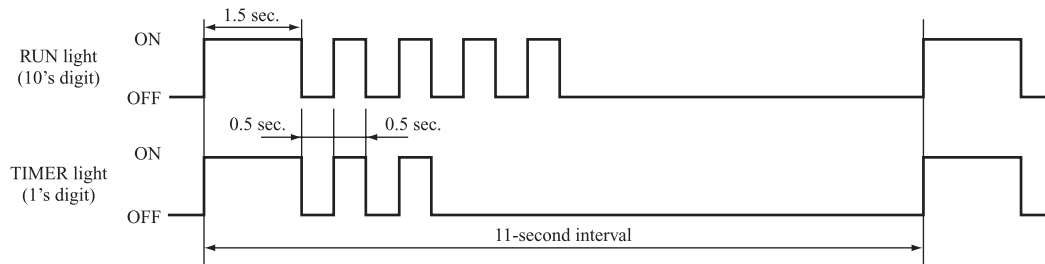 1.5 sec.
ON
RUN light
(10’s digit)
OFF
0.5 sec.
0.5 sec.
ON
TIMER light
(1’s digit)
OFF
11-second interval